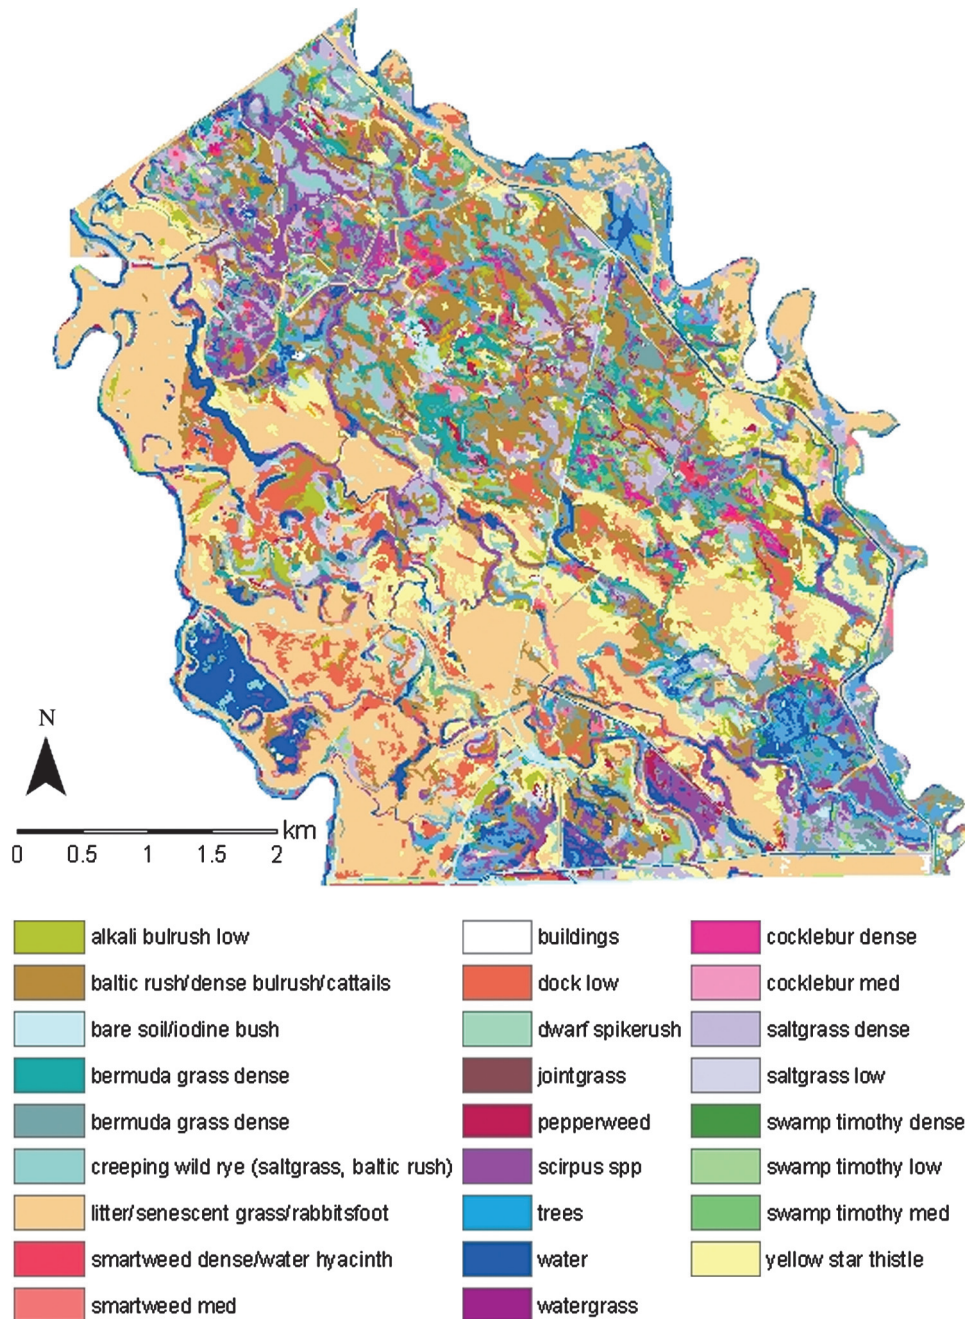 N
km
0 0.5 1 1.5 2
alkali bulrush low
baltic rush/dense bulrush/cattails
bare soil/iodine bush
bermuda grass dense
bermuda grass dense
creeping wild rye (saltgrass, baltic rush)
litter/senescent grass/rabbitsfoot
smartweed dense/water hyacinth
smartweed med
buildings
dock low
dwarf spikerush
jointgrass
pepperweed
scirpus spp
trees
water
watergrass
cocklebur dense
cocklebur med
saltgrass dense
saltgrass low
swamp timothy dense
swamp timothy low
swamp timothy med
yellow star thistle